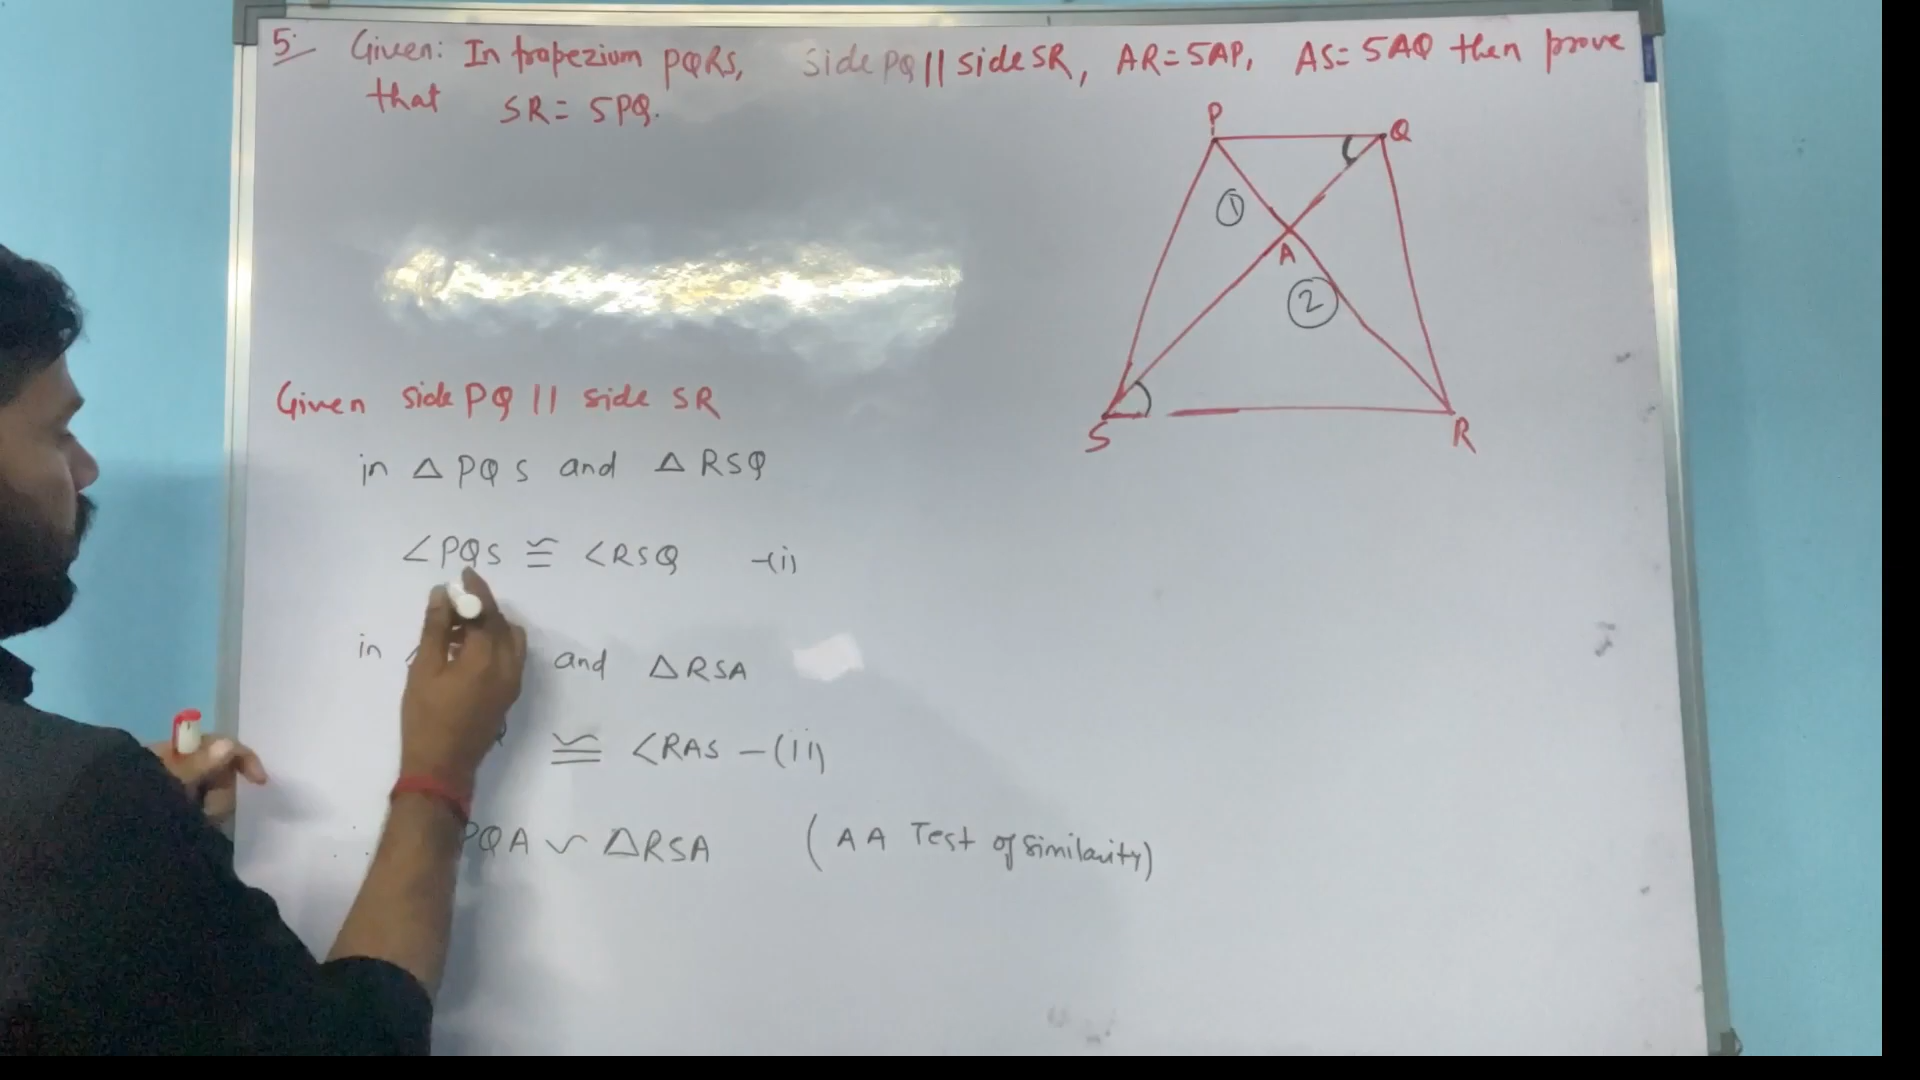 5. Given: In trapezium PQRS, side PQ || side SR, AR = 5AP, AS = 5AQ then prove
that SR = 5PQ.
P
Q
1
A
2
S
R
Given side PQ || side SR
in △ PQS and △ RSQ
∠PQS ≅ ∠RSQ -(i)
in and △RSA
≅ ∠RAS -(ii)
PQA ∽ △RSA (AA Test of similarity)